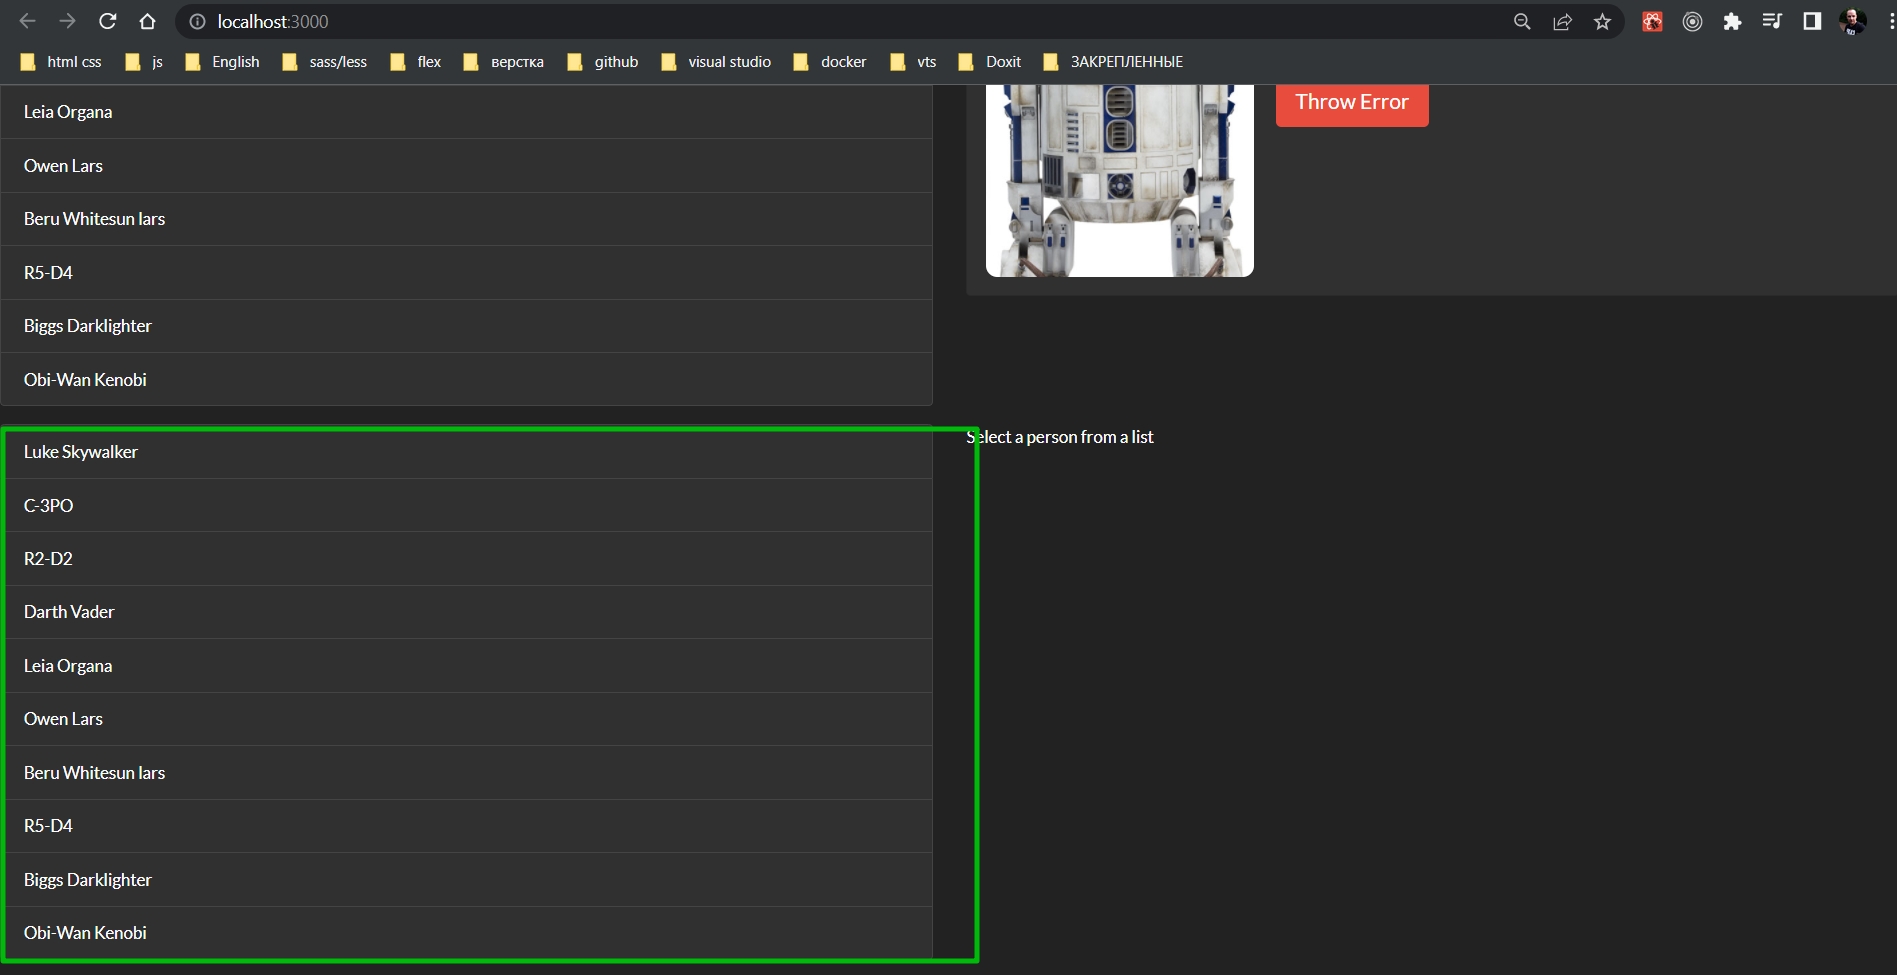 localhost:3000
html css js English sass/less flex верстка github visual studio docker vts Doxit ЗАКРЕПЛЕННЫЕ
Leia Organa
Owen Lars
Beru Whitesun lars
R5-D4
Biggs Darklighter
Obi-Wan Kenobi
Throw Error
Luke Skywalker
C-3PO
R2-D2
Darth Vader
Leia Organa
Owen Lars
Beru Whitesun lars
R5-D4
Biggs Darklighter
Obi-Wan Kenobi
Select a person from a list